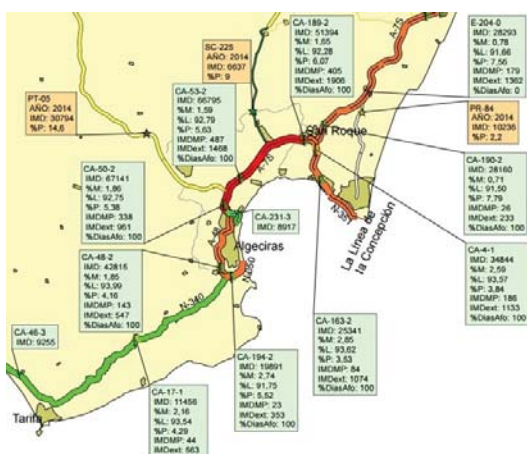 CA-189-2
IMD: 51394
%M: 1,65
%L: 92,28
%P: 6,07
IMDMP: 405
IMDext: 1906
%DiasAfo: 100
E-204-0
IMD: 28293
%M: 0,78
%L: 91,66
%P: 7,56
IMDMP: 179
IMDext: 1362
%DiasAfo: 0
SC-225
AÑO: 2014
IMD: 6637
%P: 9
A-7S
CA-53-2
IMD: 66795
%M: 1,59
%L: 92,79
%P: 5,63
IMDMP: 487
IMDext: 1468
%DiasAfo: 100
PT-05
AÑO: 2014
IMD: 30794
%P: 14,6
PR-84
AÑO: 2014
IMD: 10236
%P: 2,2
San Roque
A-7S
CA-190-2
IMD: 28160
%M: 0,71
%L: 91,50
%P: 7,79
IMDMP: 26
IMDext: 233
%DiasAfo: 100
CA-50-2
IMD: 67141
%M: 1,86
%L: 92,75
%P: 5,38
IMDMP: 338
IMDext: 961
%DiasAfo: 100
N-351
La Línea de
la Concepción
CA-231-3
IMD: 8917
A-48
Algeciras
CA-4-1
IMD: 34844
%M: 2,59
%L: 93,57
%P: 3,84
IMDMP: 186
IMDext: 1133
%DiasAfo: 100
CA-48-2
IMD: 42815
%M: 1,85
%L: 93,99
%P: 4,16
IMDMP: 143
IMDext: 547
%DiasAfo: 100
N-350
N-340
CA-163-2
IMD: 25341
%M: 2,85
%L: 93,62
%P: 3,53
IMDMP: 84
IMDext: 1074
%DiasAfo: 100
CA-46-3
IMD: 9255
CA-194-2
IMD: 19891
%M: 2,74
%L: 91,75
%P: 5,52
IMDMP: 23
IMDext: 353
%DiasAfo: 100
CA-17-1
IMD: 11456
%M: 2,16
%L: 93,54
%P: 4,29
IMDMP: 44
IMDext: 563
Tarifa